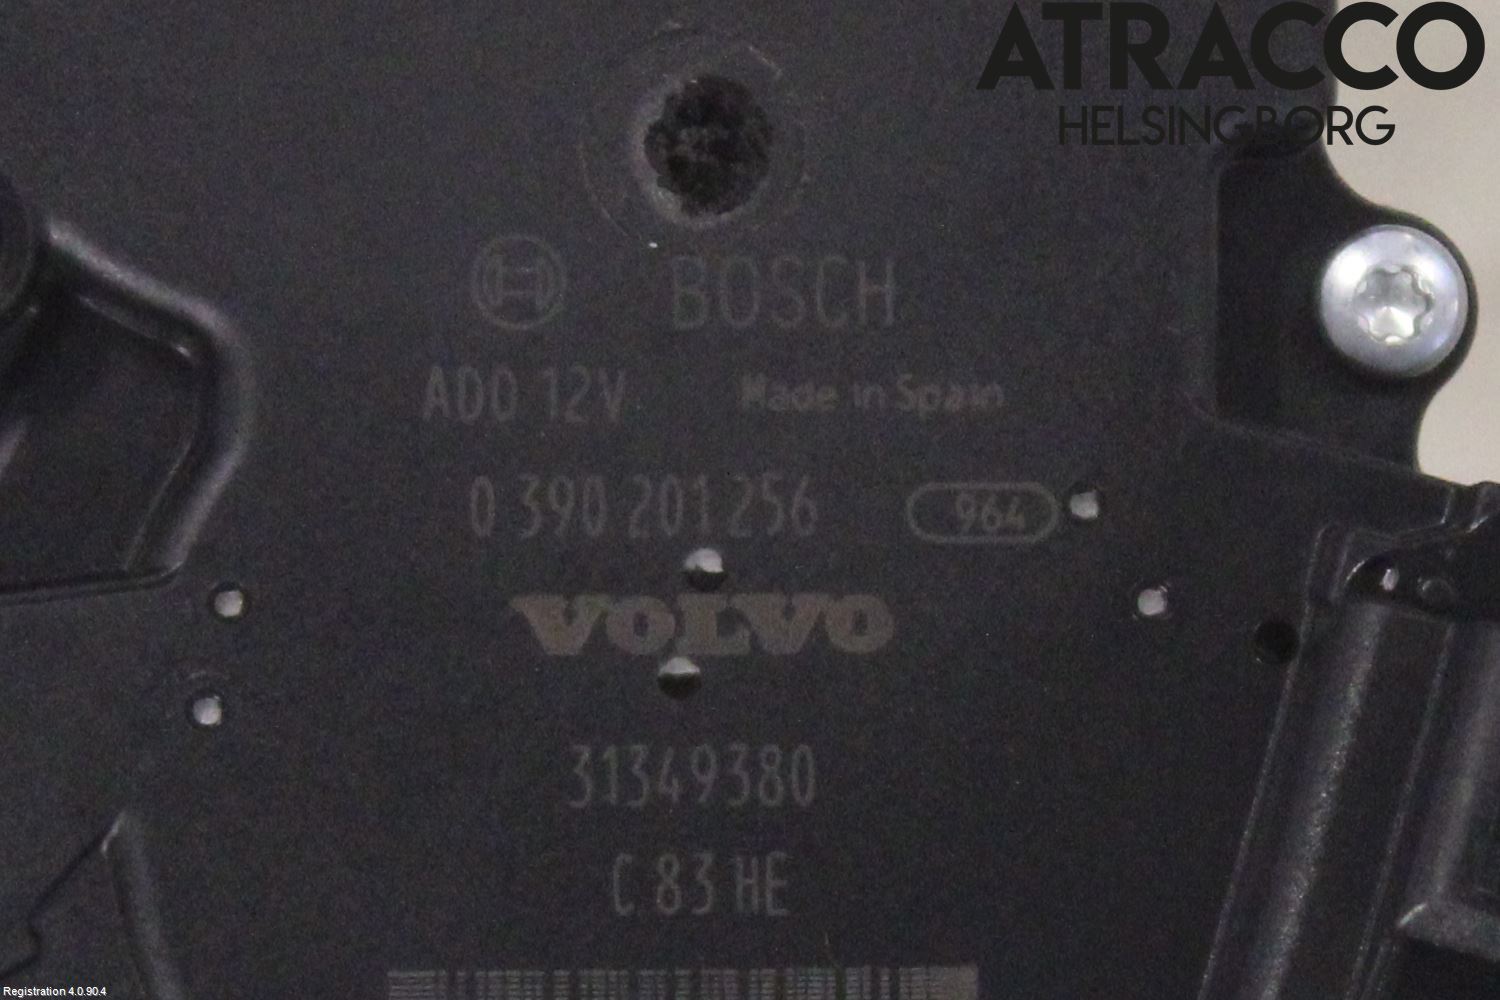 ATRACCO
HELSINGBORG
BOSCH
ADD 12V Made in Spain
0 390 201 256 964
VOLVO
31349380
C 83 HE
Registration 4.0.90.4